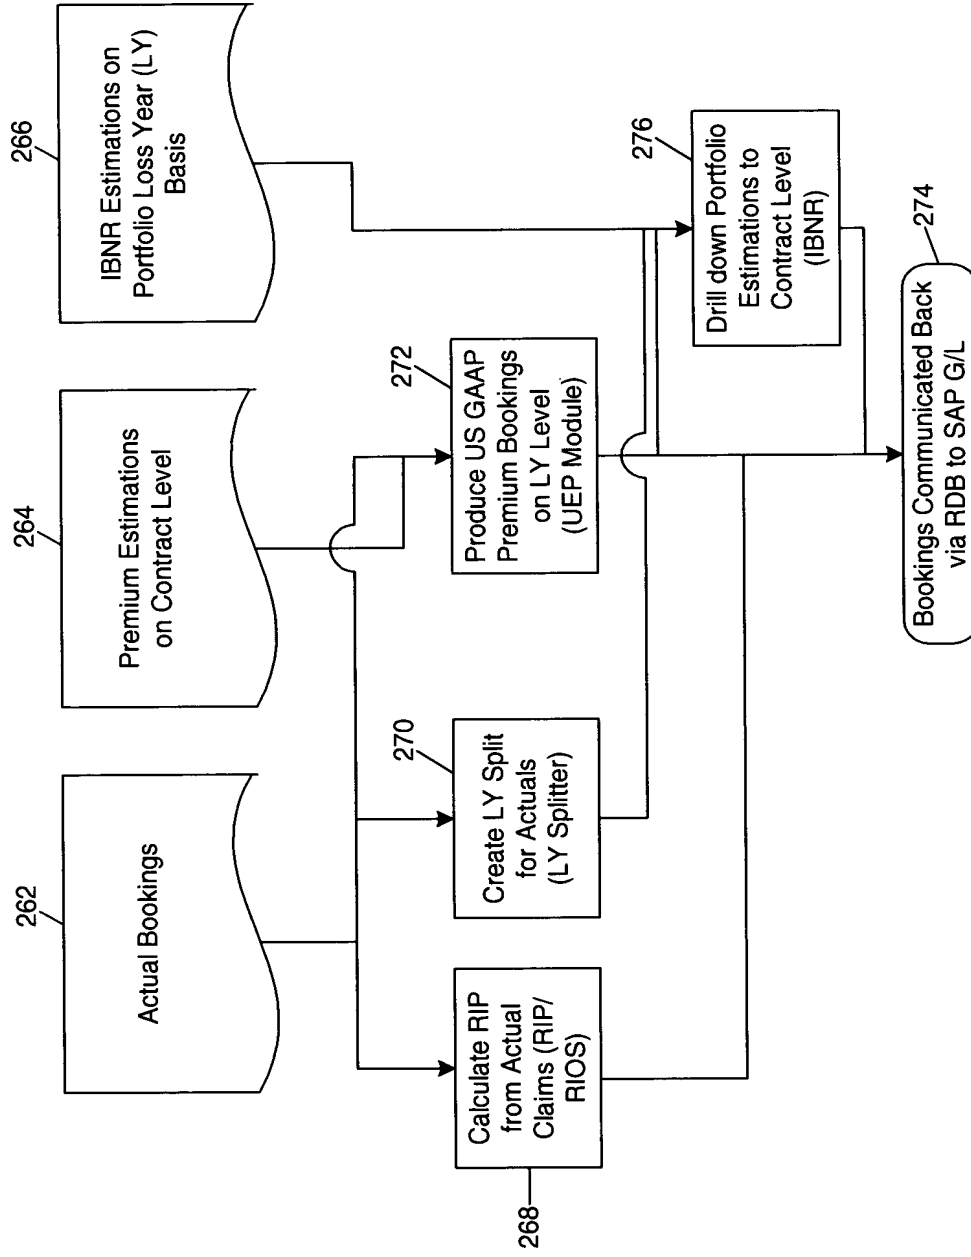 262
Actual Bookings
264
Premium Estimations
on Contract Level
266
IBNR Estimations on
Portfolio Loss Year (LY)
Basis
268
Calculate RIP
from Actual
Claims (RIP/
RIOS)
270
Create LY Split
for Actuals
(LY Splitter)
272
Produce US GAAP
Premium Bookings
on LY Level
(UEP Module)
276
Drill down Portfolio
Estimations to
Contract Level
(IBNR)
274
Bookings Communicated Back
via RDB to SAP G/L